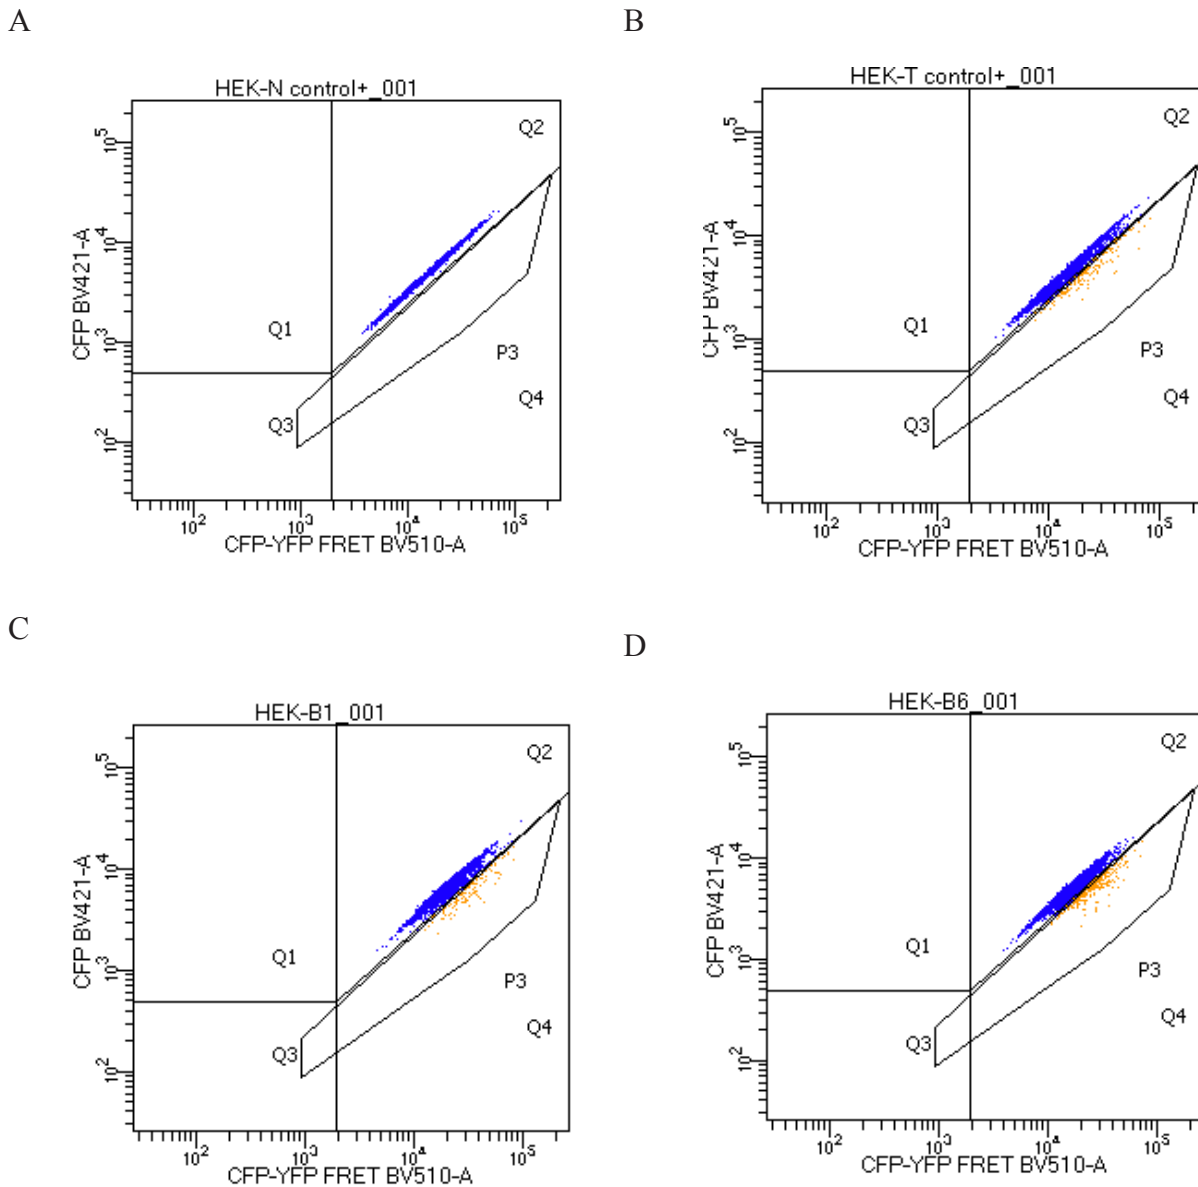 A
B
HEK-N control+_001
HEK-T control+_001
CFP BV421-A
10^5
10^4
10^3
10^2
Q1
Q2
Q3
Q4
P3
10^2
10^3
10^4
10^5
CFP-YFP FRET BV510-A
CFP BV421-A
10^5
10^4
10^3
10^2
Q1
Q2
Q3
Q4
P3
10^2
10^3
10^4
10^5
CFP-YFP FRET BV510-A
C
D
HEK-B1_001
HEK-B6_001
CFP BV421-A
10^5
10^4
10^3
10^2
Q1
Q2
Q3
Q4
P3
10^2
10^3
10^4
10^5
CFP-YFP FRET BV510-A
CFP BV421-A
10^5
10^4
10^3
10^2
Q1
Q2
Q3
Q4
P3
10^2
10^3
10^4
10^5
CFP-YFP FRET BV510-A